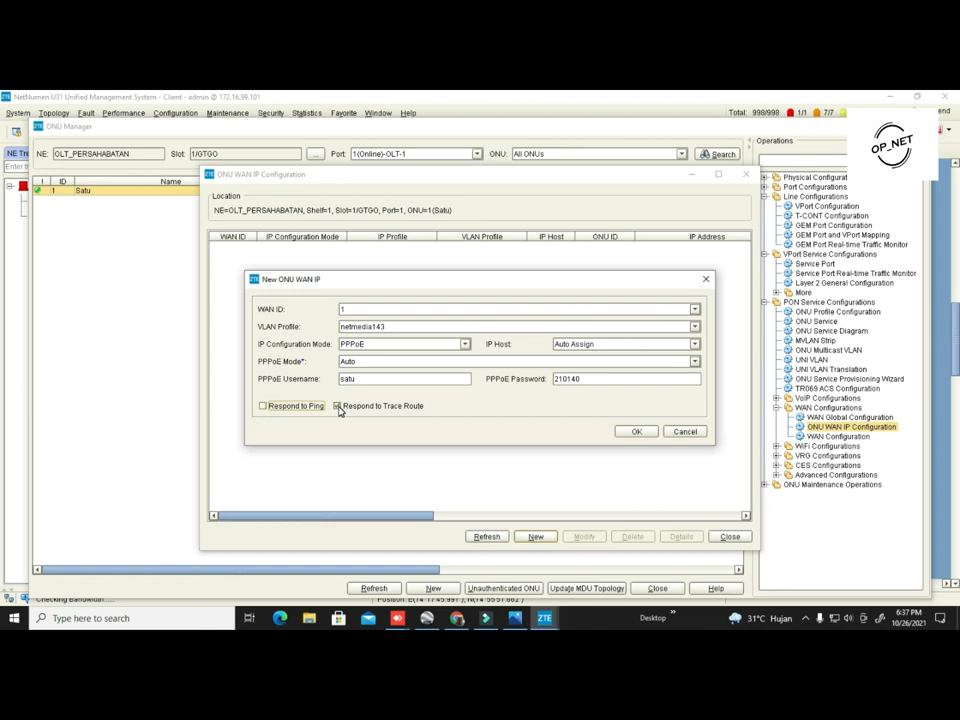 NetNumen U31 Unified Management System - Client - admin @ 172.16.99.101
System Topology Fault Performance Configuration Maintenance Security Statistics Favorite Window Help
Total: 998/998 1/1 7/7
ZTE ONU Manager
OP_NET
NE Tre
NE: OLT_PERSAHABATAN Slot: 1/GTGO ... Port: 1(Online)-OLT-1 ONU: All ONUs Search
I ID Name
1 Satu
ZTE ONU WAN IP Configuration
Location
NE=OLT_PERSAHABATAN, Shelf=1, Slot=1/GTGO, Port=1, ONU=1(Satu)
WAN ID IP Configuration Mode IP Profile VLAN Profile IP Host ONU ID IP Address
ZTE New ONU WAN IP
WAN ID: 1
VLAN Profile: netmedia143
IP Configuration Mode: PPPoE IP Host: Auto Assign
PPPoE Mode*: Auto
PPPoE Username: satu PPPoE Password: 210140
Respond to Ping Respond to Trace Route
OK Cancel
Refresh New Modify Delete Details Close
Refresh New Unauthenticated ONU Update MDU Topology Close Help
Operations
Physical Configurat
Port Configurations
Line Configurations
VPort Configuration
T-CONT Configuration
GEM Port Configuration
GEM Port and VPort Mapping
GEM Port Real-time Traffic Monitor
VPort Service Configurations
Service Port
Service Port Real-time Traffic Monitor
Layer 2 General Configuration
More
PON Service Configurations
ONU Profile Configuration
ONU Service
ONU Service Diagram
MVLAN Strip
ONU Multicast VLAN
UNI VLAN
UNI VLAN Translation
ONU Service Provisioning Wizard
TR069 ACS Configuration
VoIP Configurations
WAN Configurations
WAN Global Configuration
ONU WAN IP Configuration
WAN Configuration
WiFi Configurations
VRG Configurations
CES Configurations
Advanced Configurations
ONU Maintenance Operations
Checking Bandwidth......
Type here to search
ZTE
Desktop
31°C Hujan
6:37 PM
10/26/2021